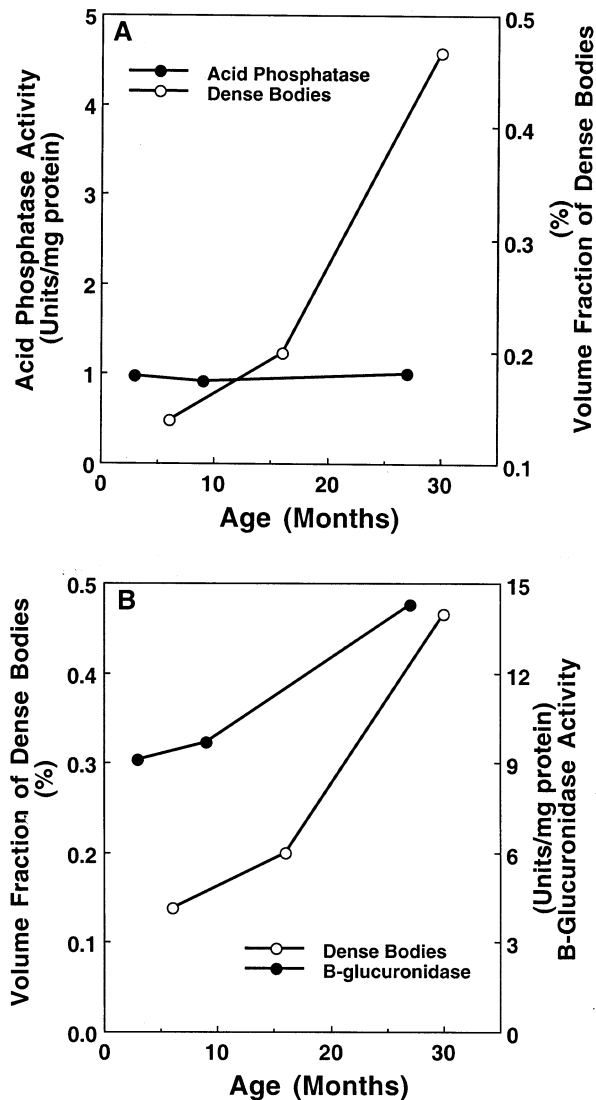 A
Acid Phosphatase
Dense Bodies
Acid Phosphatase Activity
(Units/mg protein)
5
4
3
2
1
0
0.5
0.4
0.3
0.2
0.1
Volume Fraction of Dense Bodies
(%)
0 10 20 30
Age (Months)
B
Volume Fraction of Dense Bodies
(%)
0.5
0.4
0.3
0.2
0.1
0.0
15
12
9
6
3
0
(Units/mg protein)
B-Glucuronidase Activity
Dense Bodies
B-glucuronidase
0 10 20 30
Age (Months)